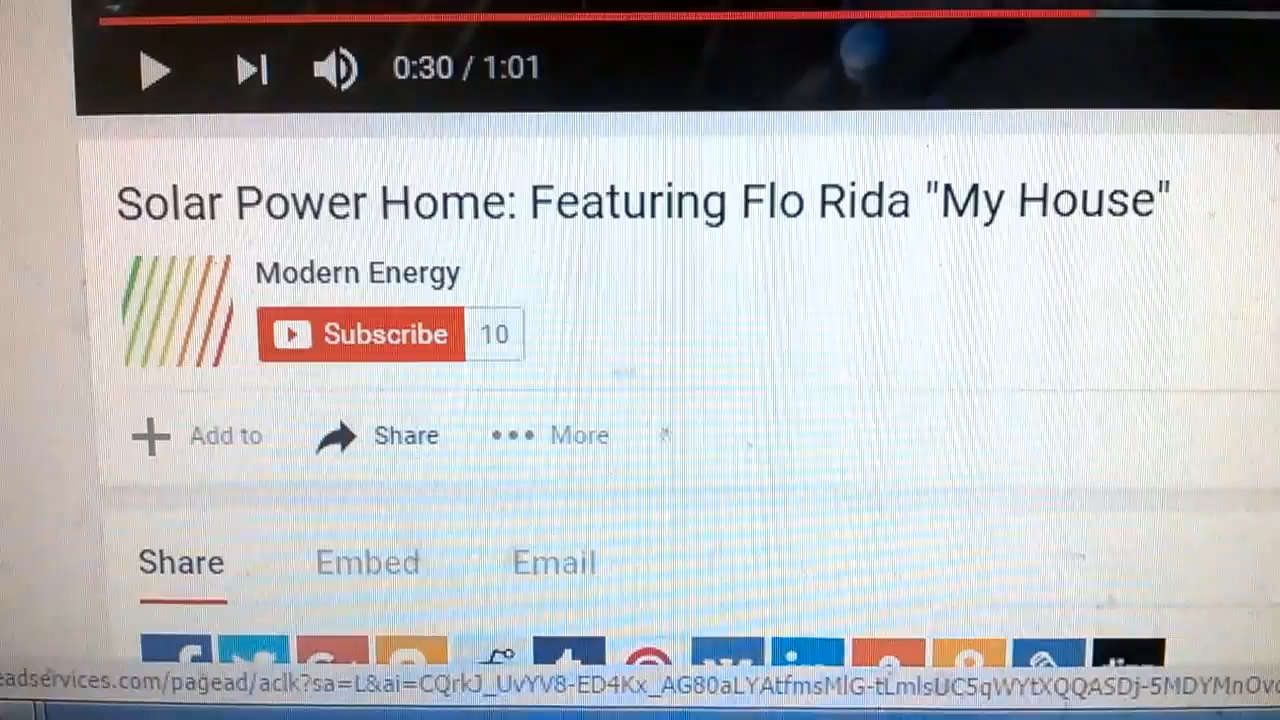 0:30 / 1:01
Solar Power Home: Featuring Flo Rida "My House"
Modern Energy
Subscribe 10
Add to Share More
Share Embed Email
eadservices.com/pagead/aclk?sa=L&ai=CQrkJ_UvYV8-ED4Kx_AG80aLYAtfmsMlG-tLmlsUC5qWYtXQQASDj-5MDYMnOvc